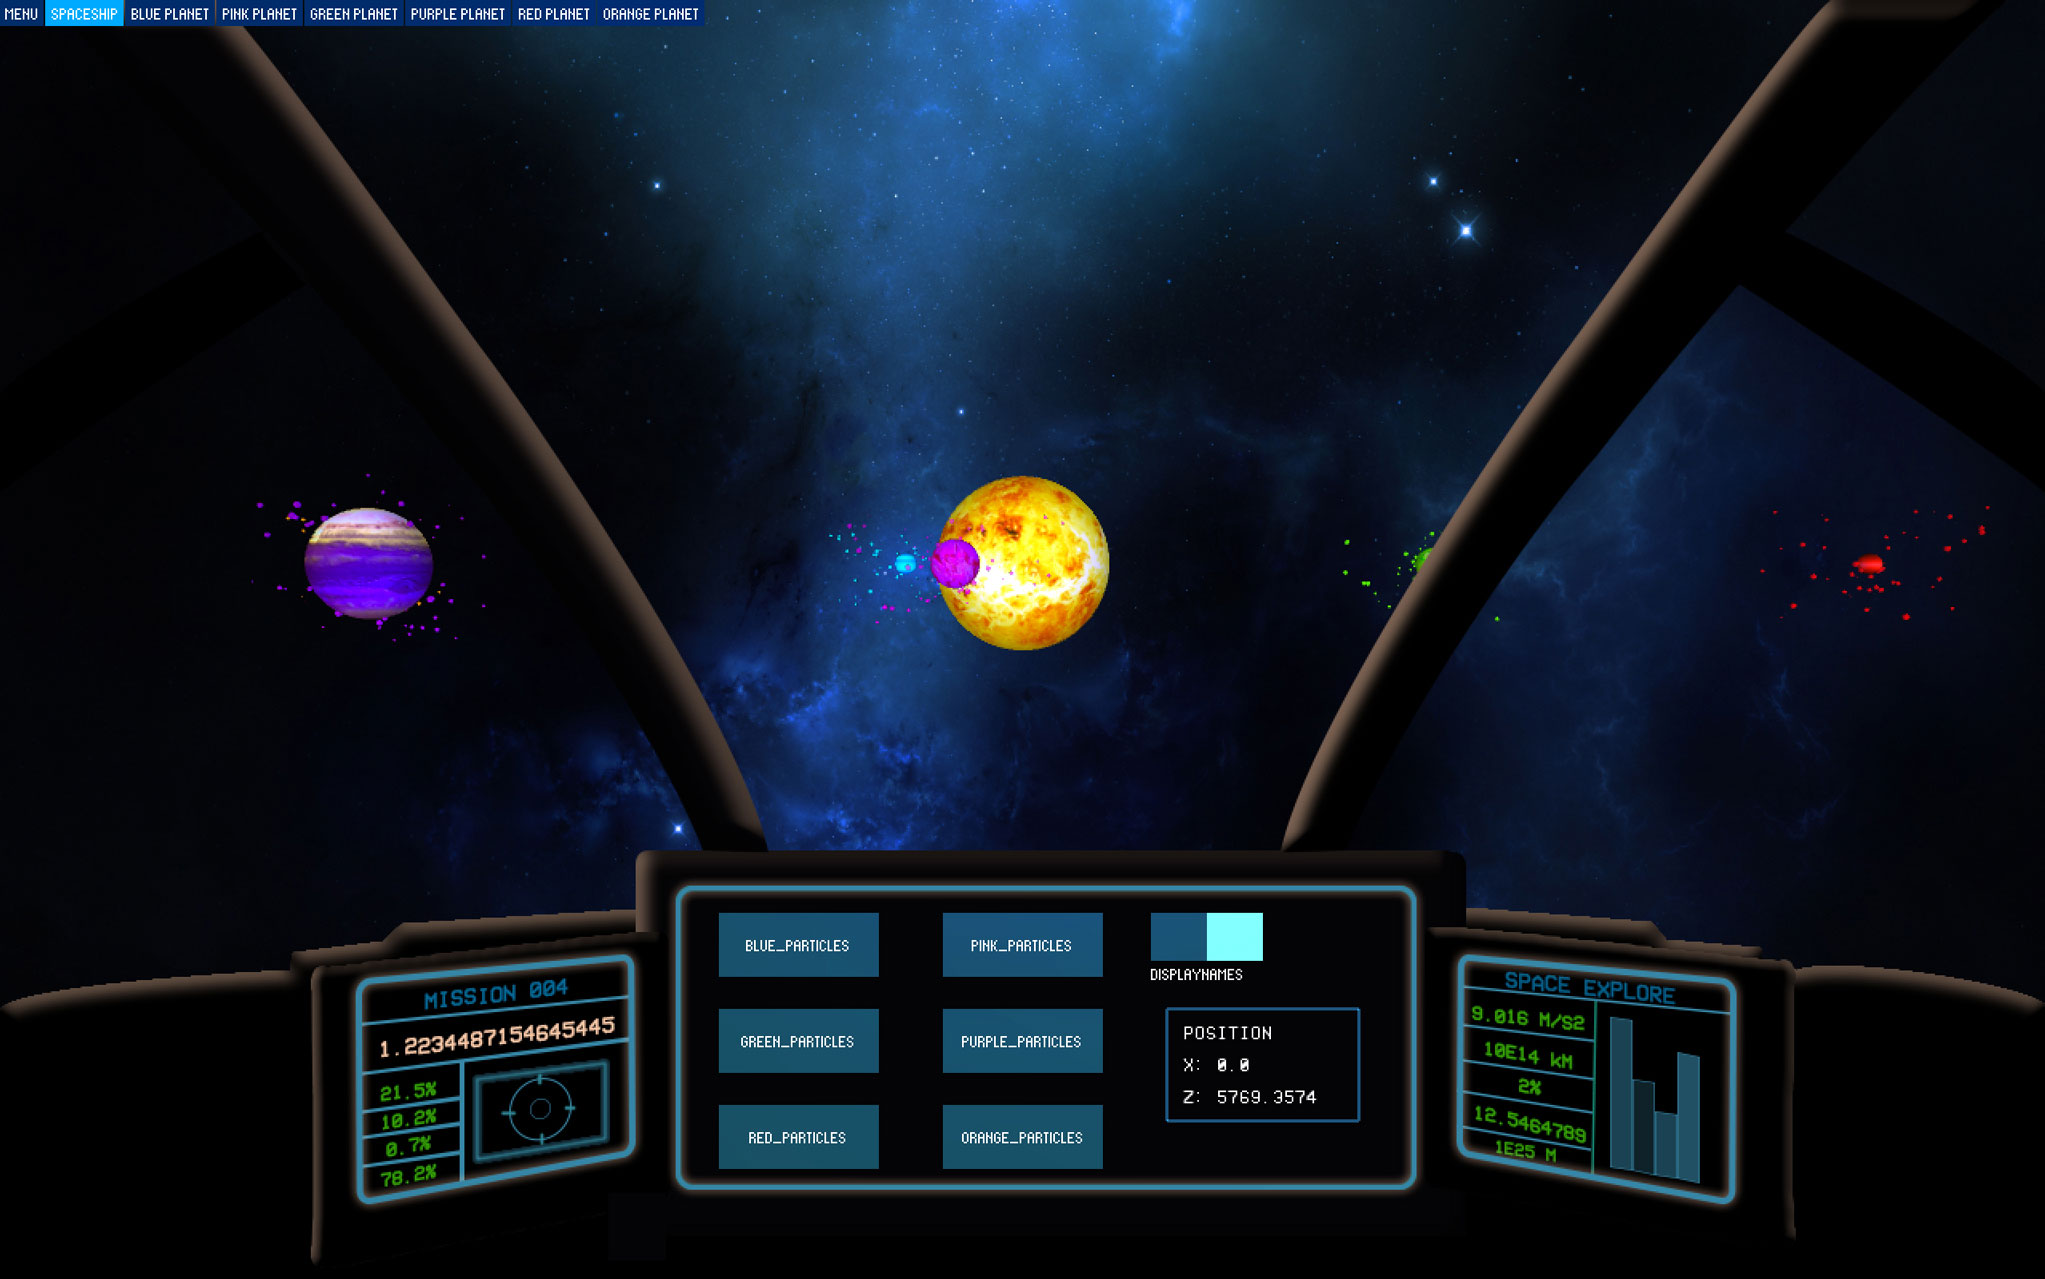 MENU SPACESHIP BLUE PLANET PINK PLANET GREEN PLANET PURPLE PLANET RED PLANET ORANGE PLANET
MISSION 004
1.2234487154645445
21.5%
10.2%
0.7%
78.2%
BLUE_PARTICLES PINK_PARTICLES
DISPLAYNAMES
GREEN_PARTICLES PURPLE_PARTICLES
RED_PARTICLES ORANGE_PARTICLES
POSITION
X: 0.0
Z: 5769.3574
SPACE EXPLORE
9.016 M/S2
10E14 KM
2%
12.5464789
1E25 M